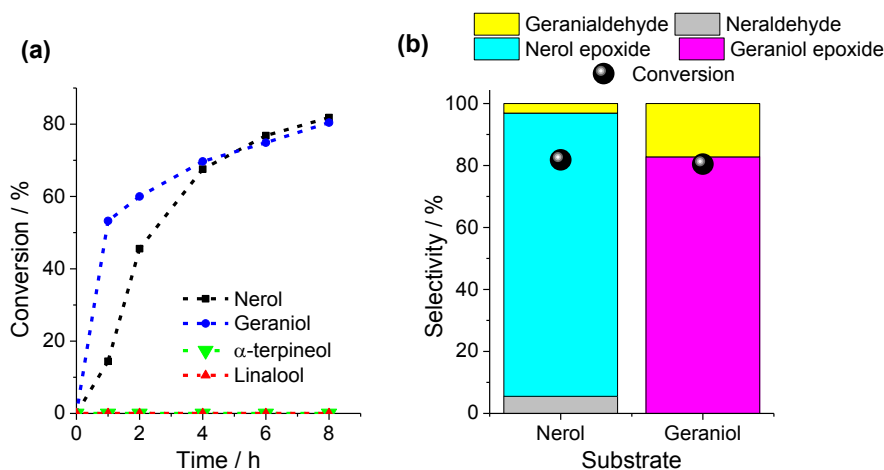 (a)
Conversion / %
80
60
40
20
0
0 2 4 6 8
Time / h
Nerol
Geraniol
α-terpineol
Linalool
(b)
Geranialdehyde Neraldehyde
Nerol epoxide Geraniol epoxide
Conversion
Selectivity / %
100
80
60
40
20
0
Nerol Geraniol
Substrate